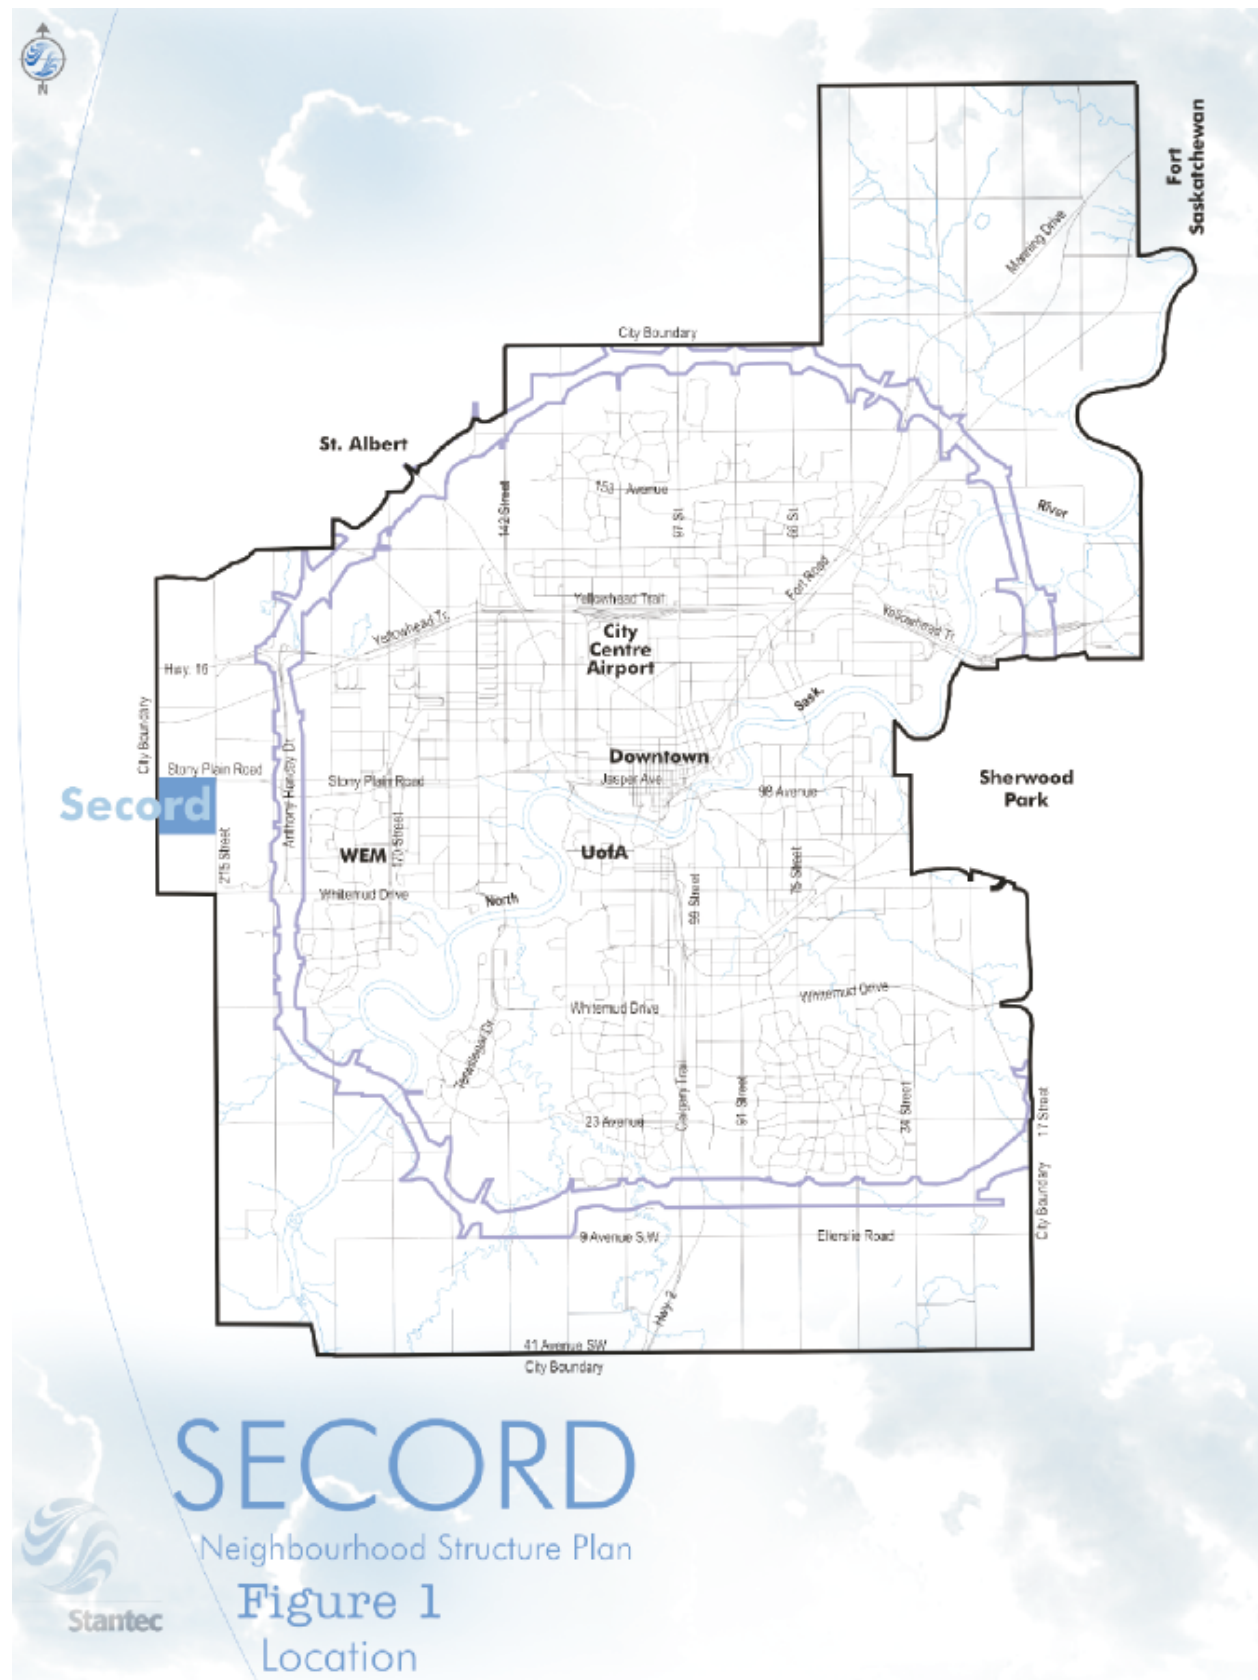 N
Fort
Saskatchewan
Manning Drive
City Boundary
St. Albert
153 Avenue
142 Street
97 St.
66 St.
River
Fort Road
Yellowhead Trail
Yellowhead Tr.
Yellowhead Tr.
City
Centre
Airport
Hwy. 16
City Boundary
Sask.
Downtown
Stony Plain Road
Stony Plain Road
Jasper Ave
98 Avenue
Sherwood
Park
Secord
Anthony Henday Dr.
215 Street
WEM
170 Street
UofA
75 Street
Whitemud Drive
North
99 Street
Whitemud Drive
Whitemud Drive
Terwillegar Dr.
Calgary Trail
91 Street
34 Street
17 Street
23 Avenue
City Boundary
9 Avenue S.W.
Ellerslie Road
Hwy. 2
41 Avenue SW
City Boundary
SECORD
Neighbourhood Structure Plan
Figure 1
Location
Stantec